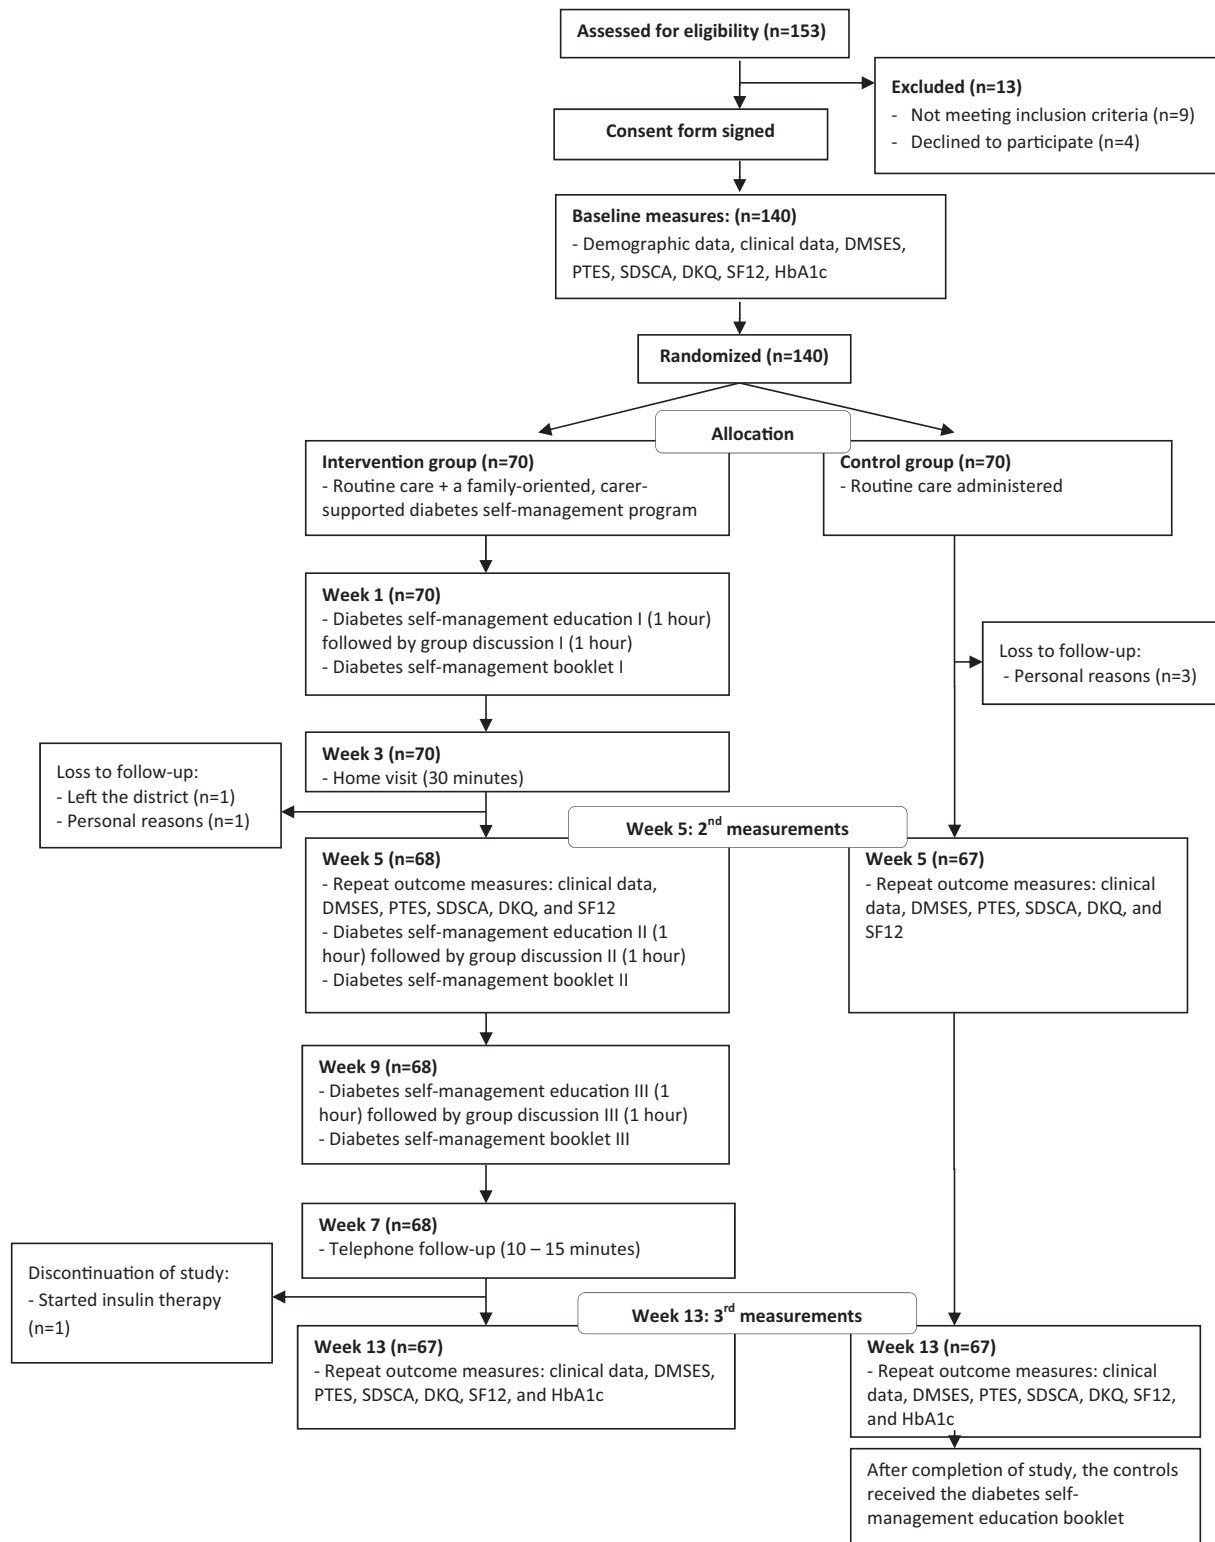 Assessed for eligibility (n=153)
Excluded (n=13)
- Not meeting inclusion criteria (n=9)
- Declined to participate (n=4)
Consent form signed
Baseline measures: (n=140)
- Demographic data, clinical data, DMSES,
PTES, SDSCA, DKQ, SF12, HbA1c
Randomized (n=140)
Allocation
Intervention group (n=70)
- Routine care + a family-oriented, carer-
supported diabetes self-management program
Control group (n=70)
- Routine care administered
Week 1 (n=70)
- Diabetes self-management education I (1 hour)
followed by group discussion I (1 hour)
- Diabetes self-management booklet I
Loss to follow-up:
- Personal reasons (n=3)
Week 3 (n=70)
- Home visit (30 minutes)
Loss to follow-up:
- Left the district (n=1)
- Personal reasons (n=1)
Week 5: 2nd measurements
Week 5 (n=68)
- Repeat outcome measures: clinical data,
DMSES, PTES, SDSCA, DKQ, and SF12
- Diabetes self-management education II (1
hour) followed by group discussion II (1 hour)
- Diabetes self-management booklet II
Week 5 (n=67)
- Repeat outcome measures: clinical
data, DMSES, PTES, SDSCA, DKQ, and
SF12
Week 9 (n=68)
- Diabetes self-management education III (1
hour) followed by group discussion III (1 hour)
- Diabetes self-management booklet III
Week 7 (n=68)
- Telephone follow-up (10 – 15 minutes)
Discontinuation of study:
- Started insulin therapy
(n=1)
Week 13: 3rd measurements
Week 13 (n=67)
- Repeat outcome measures: clinical data, DMSES,
PTES, SDSCA, DKQ, SF12, and HbA1c
Week 13 (n=67)
- Repeat outcome measures: clinical
data, DMSES, PTES, SDSCA, DKQ, SF12,
and HbA1c
After completion of study, the controls
received the diabetes self-
management education booklet